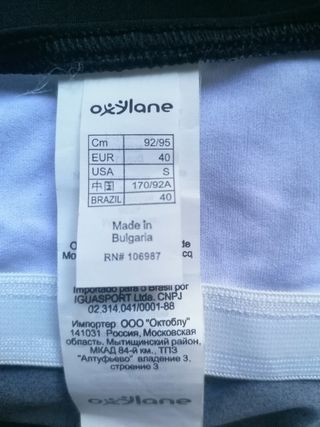 oxylane
Cm 92/95
EUR 40
USA S
中国 170/92A
BRAZIL 40
Made in
Bulgaria
RN# 106987
Importado para o Brasil por
IGUASPORT Ltda. CNPJ
02.314.041/0001-88
Импортер ООО "Октоблу"
141031 Россия, Московская
область, Мытищинский район,
МКАД 84-й км., ТПЗ
"Алтуфьево" владение 3,
строение 3
oxylane